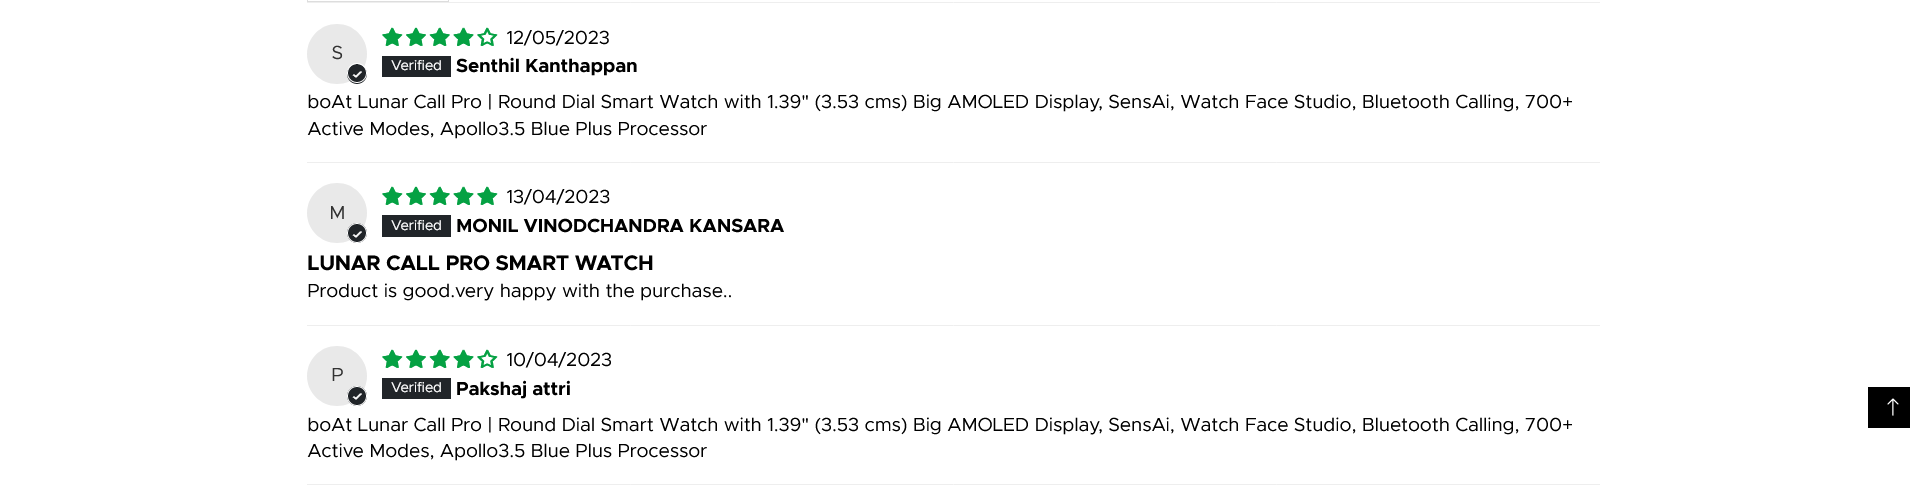 S
12/05/2023
Verified Senthil Kanthappan
boAt Lunar Call Pro | Round Dial Smart Watch with 1.39" (3.53 cms) Big AMOLED Display, SensAi, Watch Face Studio, Bluetooth Calling, 700+
Active Modes, Apollo3.5 Blue Plus Processor
M
13/04/2023
Verified MONIL VINODCHANDRA KANSARA
LUNAR CALL PRO SMART WATCH
Product is good.very happy with the purchase..
P
10/04/2023
Verified Pakshaj attri
boAt Lunar Call Pro | Round Dial Smart Watch with 1.39" (3.53 cms) Big AMOLED Display, SensAi, Watch Face Studio, Bluetooth Calling, 700+
Active Modes, Apollo3.5 Blue Plus Processor